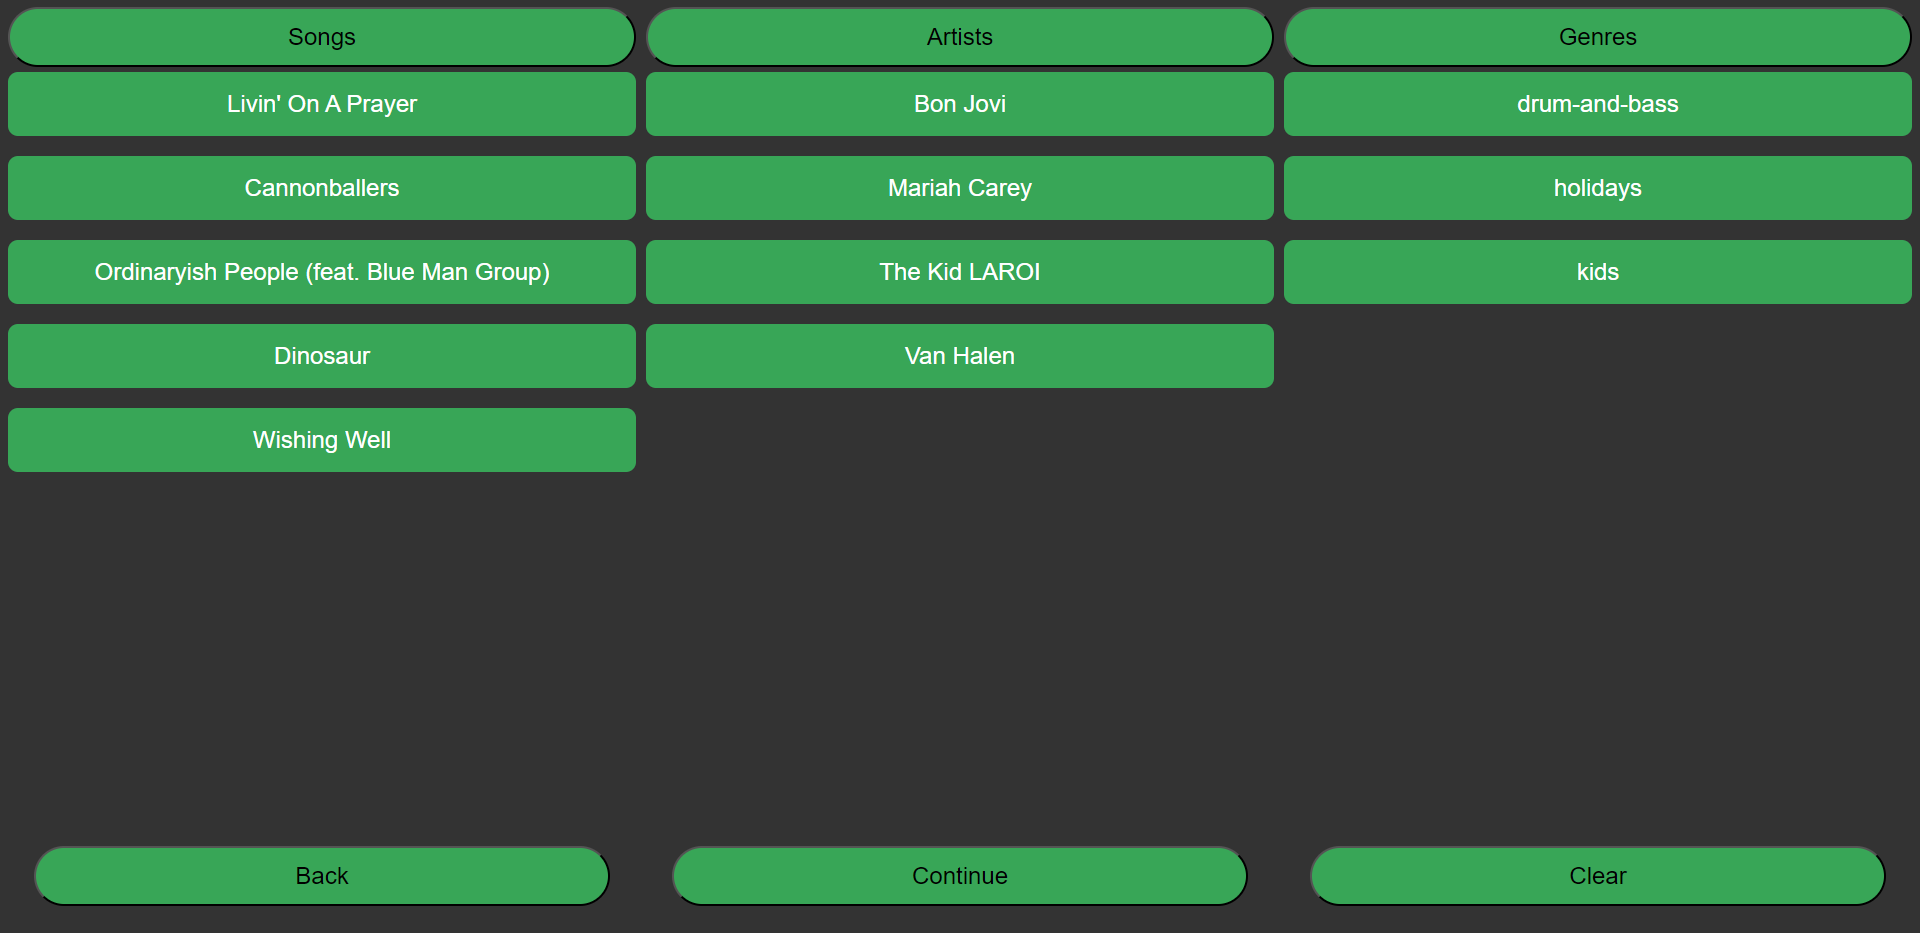 Songs
Artists
Genres
Livin' On A Prayer
Bon Jovi
drum-and-bass
Cannonballers
Mariah Carey
holidays
Ordinaryish People (feat. Blue Man Group)
The Kid LAROI
kids
Dinosaur
Van Halen
Wishing Well
Back
Continue
Clear